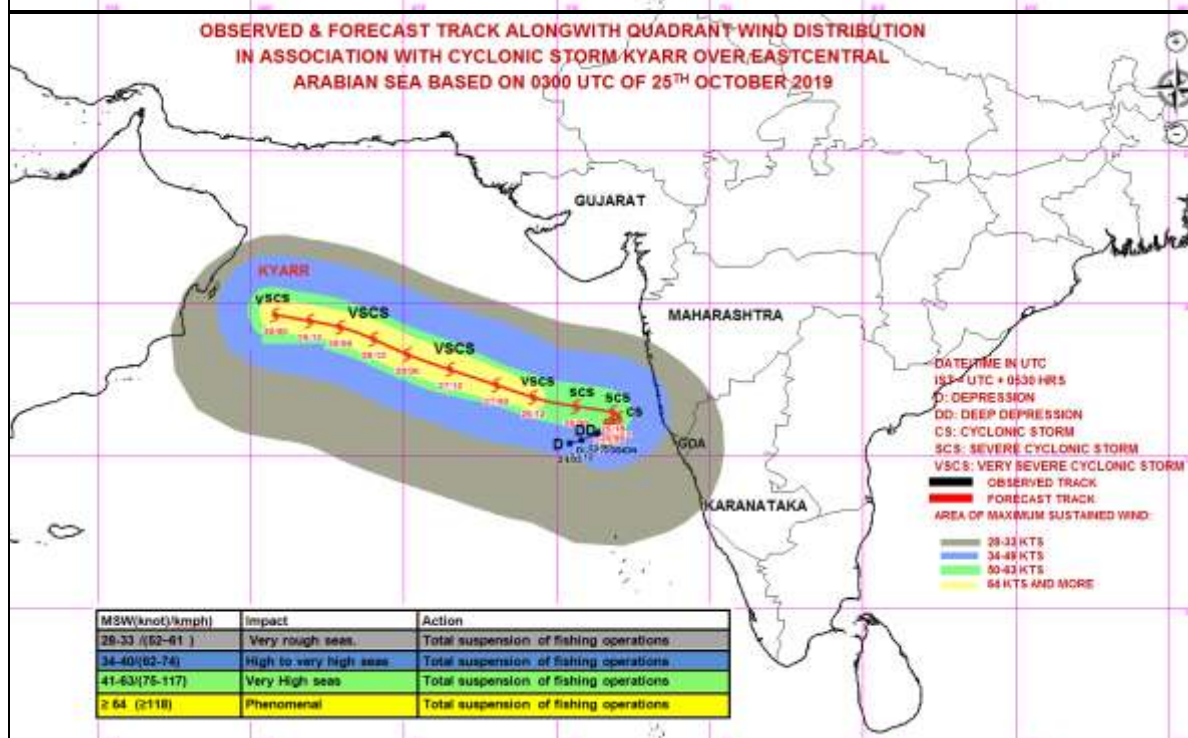 OBSERVED & FORECAST TRACK ALONGWITH QUADRANT WIND DISTRIBUTION
IN ASSOCIATION WITH CYCLONIC STORM KYARR OVER EASTCENTRAL
ARABIAN SEA BASED ON 0300 UTC OF 25TH OCTOBER 2019
GUJARAT
KYARR
VSCS
VSCS
MAHARASHTRA
VSCS
VSCS
SCS
SCS
CS
DD
D
GOA
KARANATAKA
DATE/TIME IN UTC
IST = UTC + 0530 HRS
D: DEPRESSION
DD: DEEP DEPRESSION
CS: CYCLONIC STORM
SCS: SEVERE CYCLONIC STORM
VSCS: VERY SEVERE CYCLONIC STORM
OBSERVED TRACK
FORECAST TRACK
AREA OF MAXIMUM SUSTAINED WIND:
28-33 KTS
34-49 KTS
50-63 KTS
64 KTS AND MORE
MSW(knot)/kmph) Impact Action
28-33 /(52-61 ) Very rough seas. Total suspension of fishing operations
34-40/(62-74) High to very high seas Total suspension of fishing operations
41-63/(75-117) Very High seas Total suspension of fishing operations
≥ 64 (≥118) Phenomenal Total suspension of fishing operations